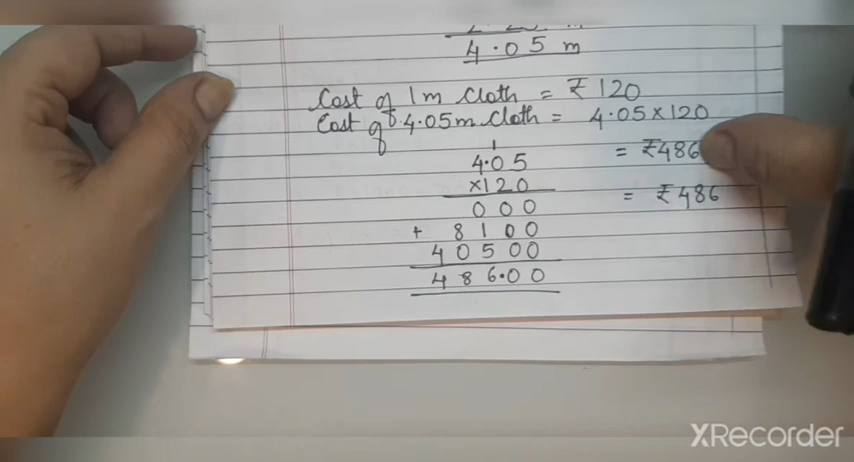 4.05 m
Cost of 1m Cloth = ₹120
Cost of 4.05m Cloth = 4.05×120
1
4.05
= ₹486
×120
= ₹486
000
+ 8100
40500
486.00
XRecorder